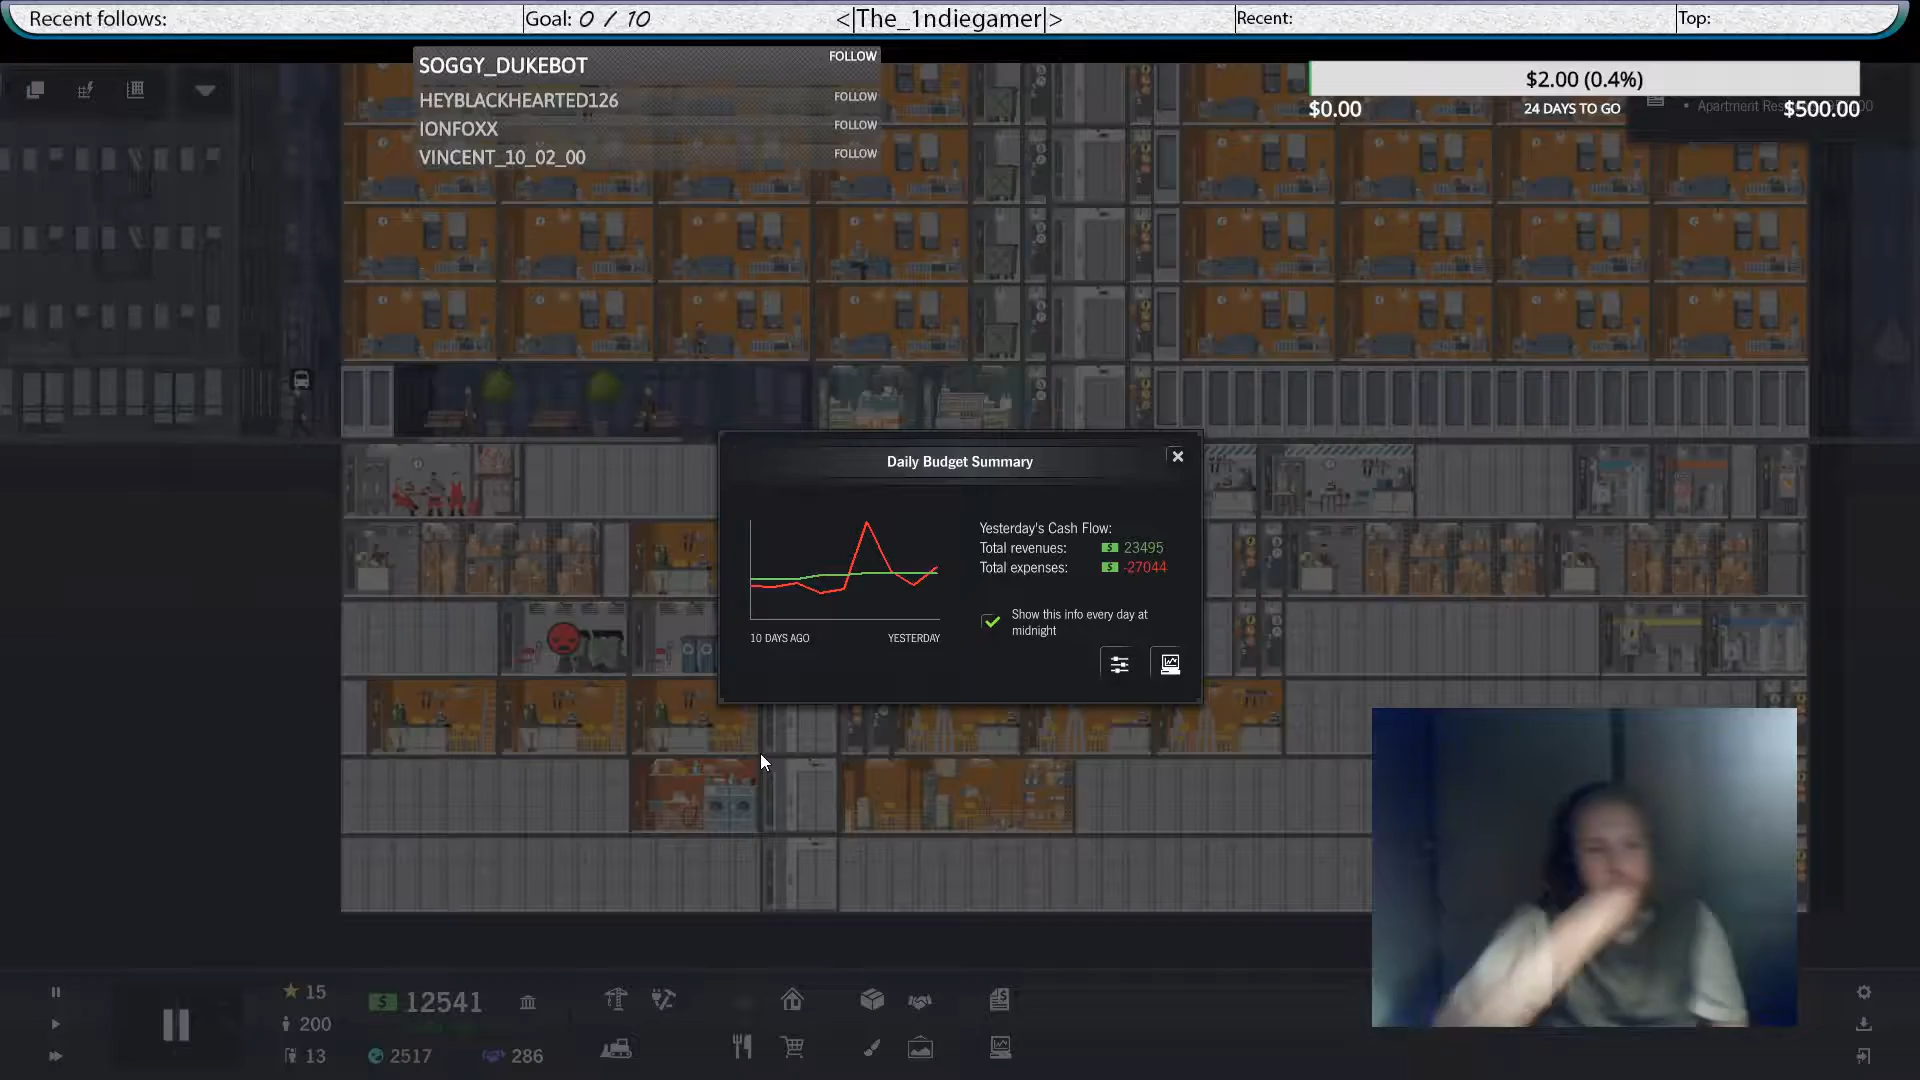 Recent follows:
Goal: 0 / 10
<|The_1ndiegamer|>
Recent:
Top:
SOGGY_DUKEBOT FOLLOW
HEYBLACKHEARTED126 FOLLOW
IONFOXX FOLLOW
VINCENT_10_02_00 FOLLOW
$2.00 (0.4%)
$0.00 24 DAYS TO GO $500.00
Apartment
Daily Budget Summary
Yesterday's Cash Flow:
Total revenues: $ 23495
Total expenses: $ -27044
Show this info every day at
midnight
10 DAYS AGO YESTERDAY
15
$ 12541
200
13
2517
286